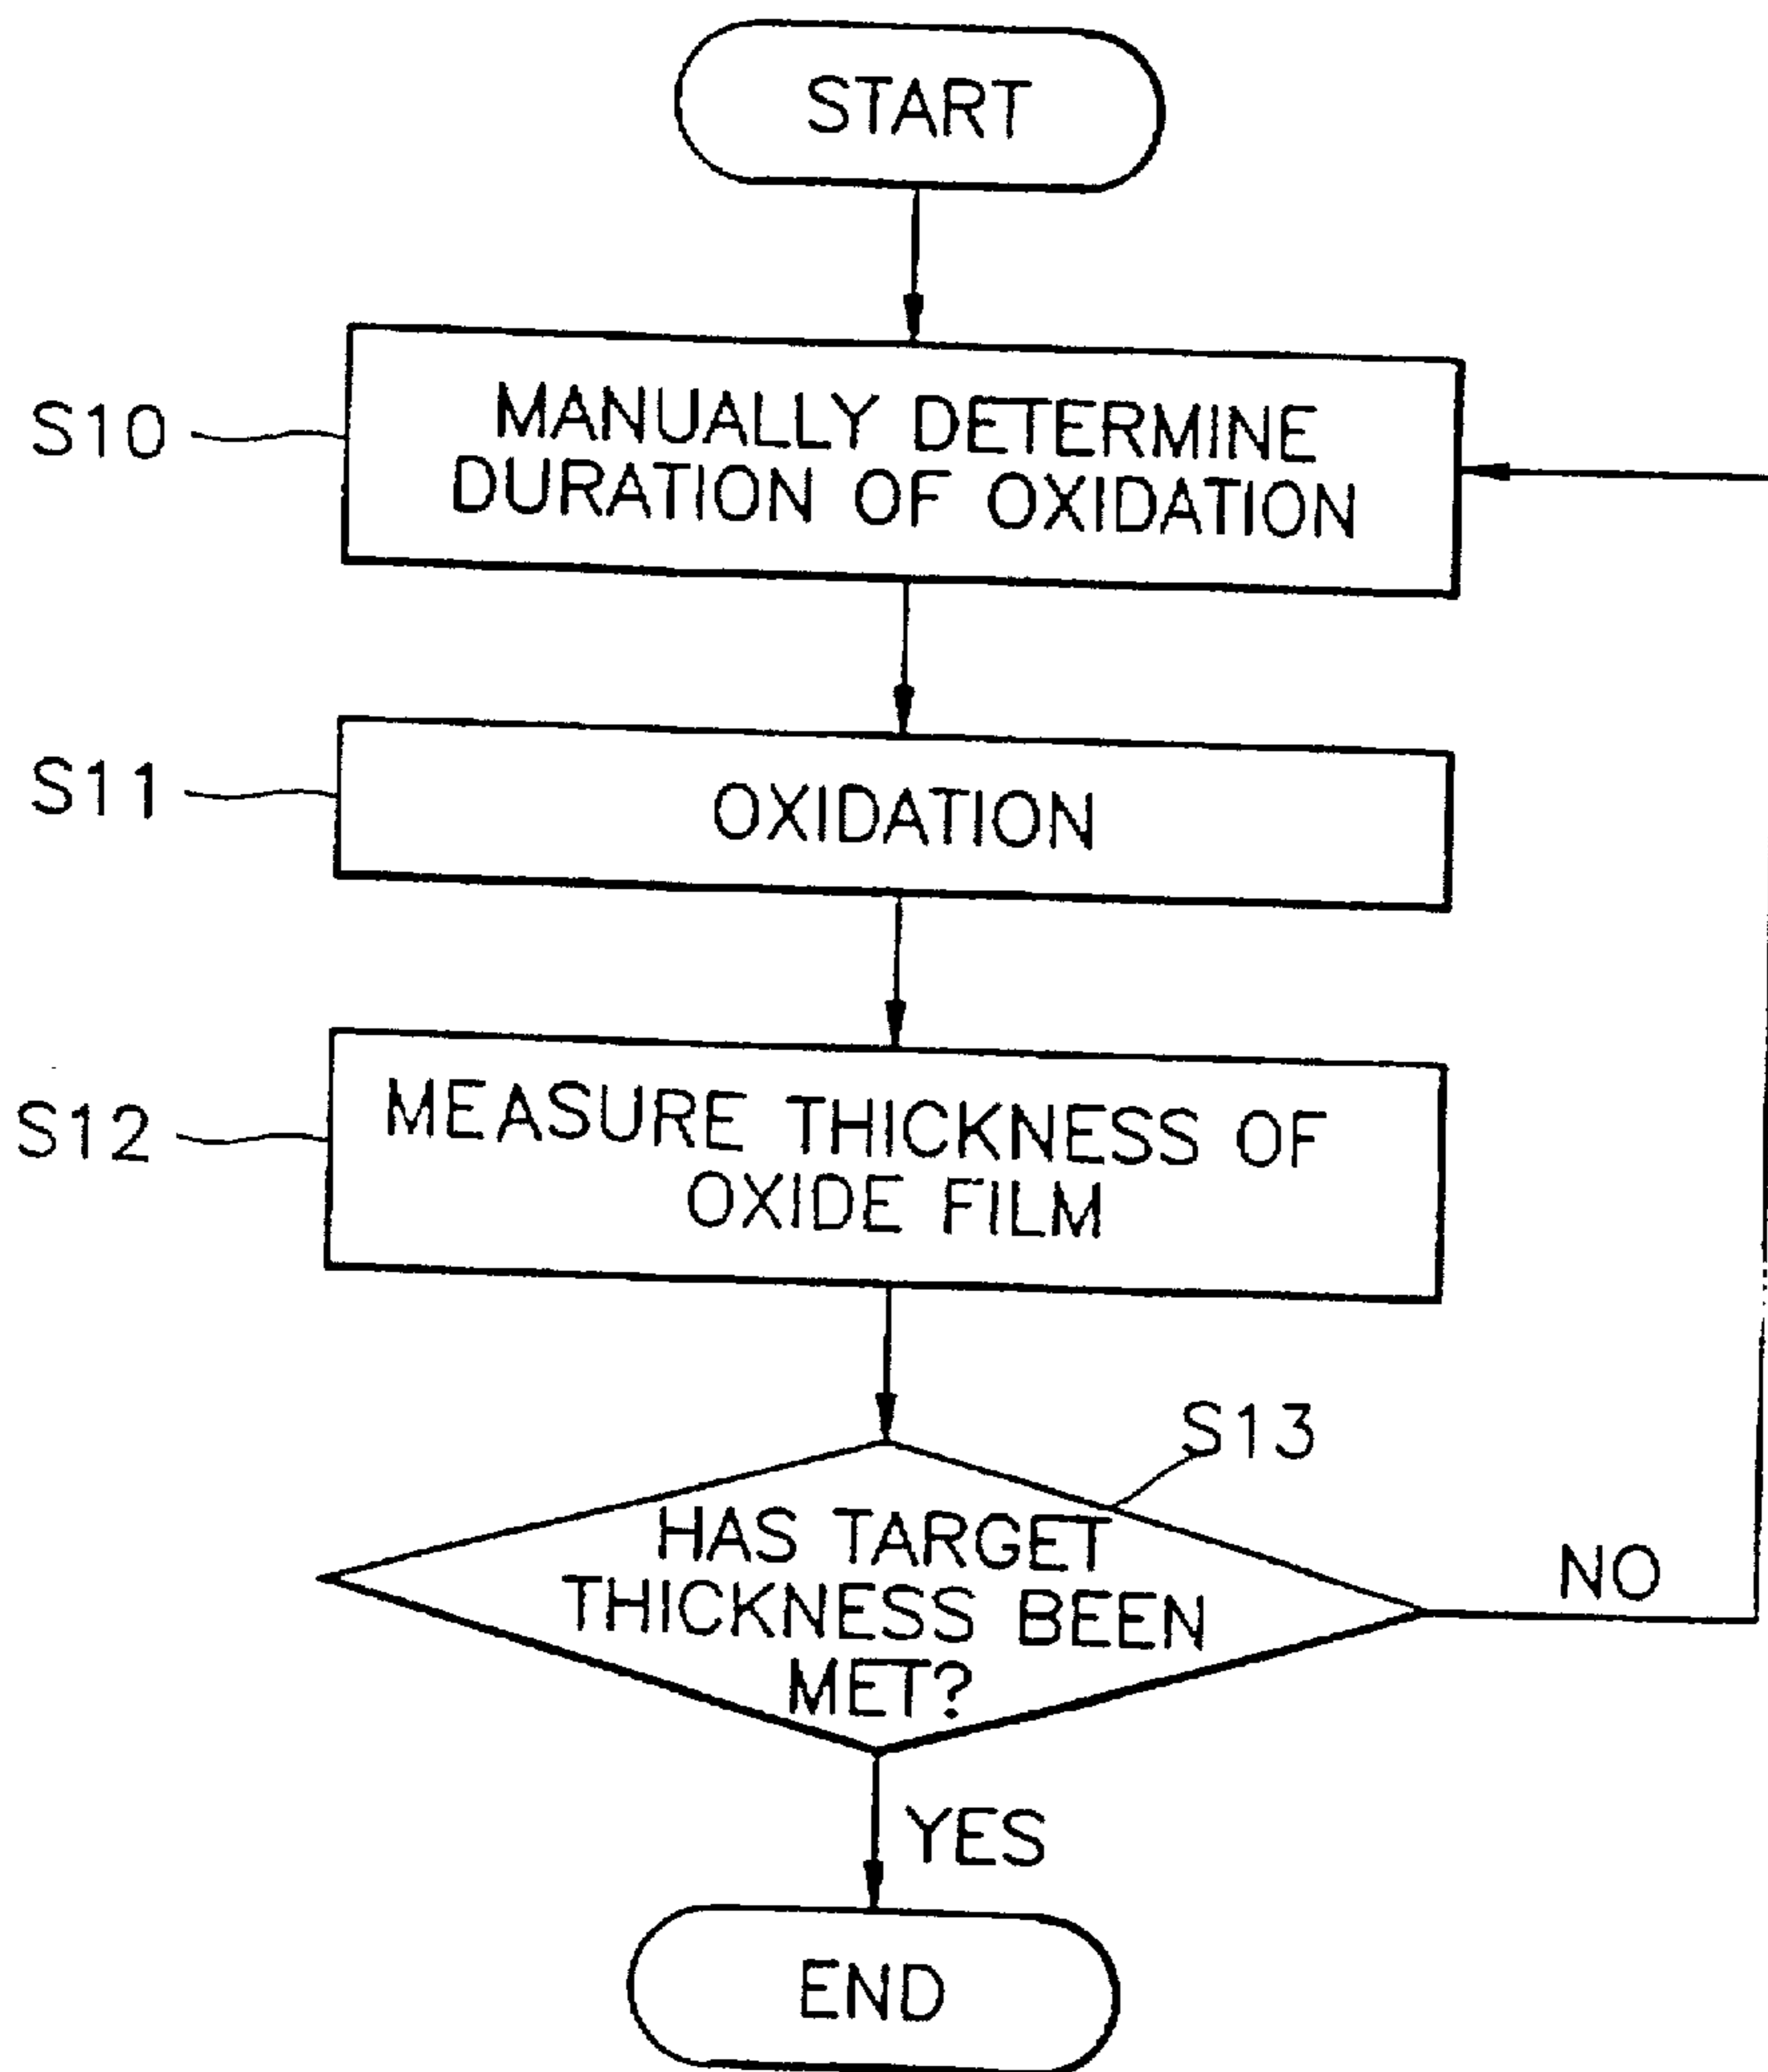 START
S10
MANUALLY DETERMINE
DURATION OF OXIDATION
S11
OXIDATION
S12
MEASURE THICKNESS OF
OXIDE FILM
S13
HAS TARGET
THICKNESS BEEN
MET?
NO
YES
END